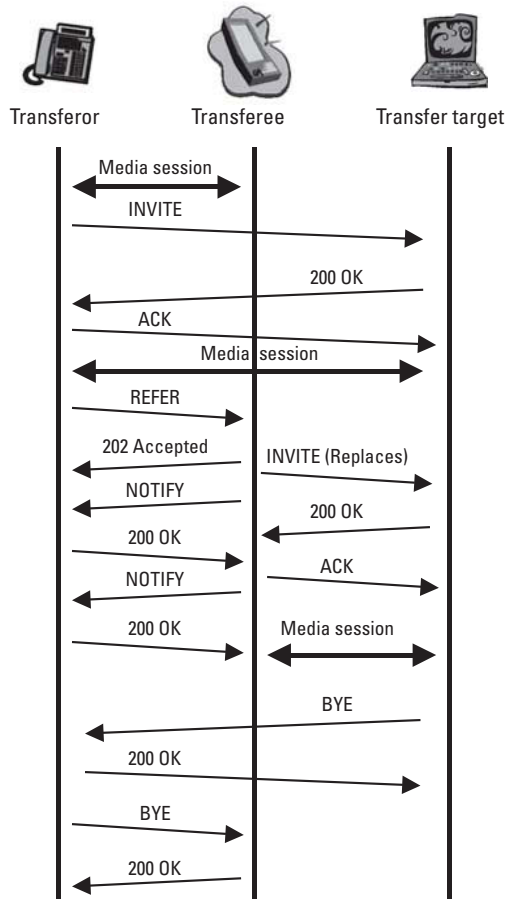 Transferor Transferee Transfer target
Media session
INVITE
200 OK
ACK
Media session
REFER
202 Accepted
INVITE (Replaces)
NOTIFY
200 OK
200 OK
ACK
NOTIFY
200 OK
Media session
BYE
200 OK
BYE
200 OK